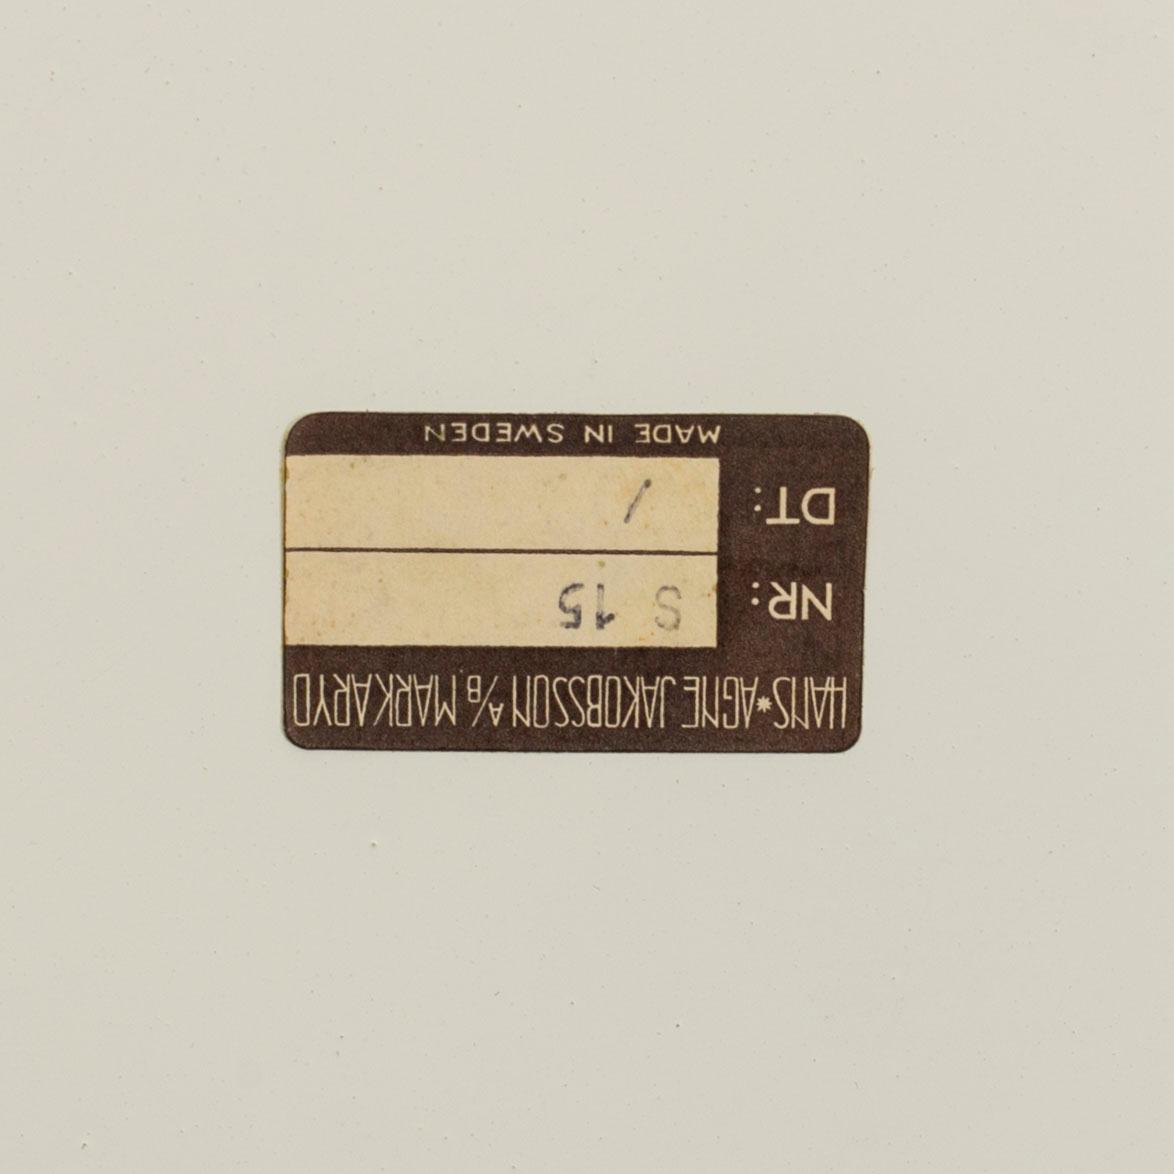 HANS*AGNE JAKOBSSON A/B MARKARYD
NR: S 15
DT: /
MADE IN SWEDEN